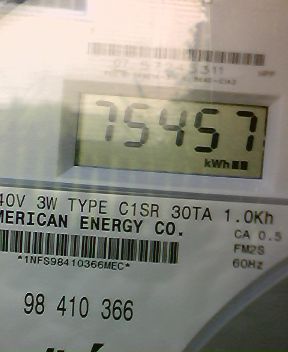 75457
kWh
40V 3W TYPE C1SR 30TA 1.0Kh
MERICAN ENERGY CO.
CA 0.5
FM2S
60Hz
*1NFS98410366MEC*
98 410 366